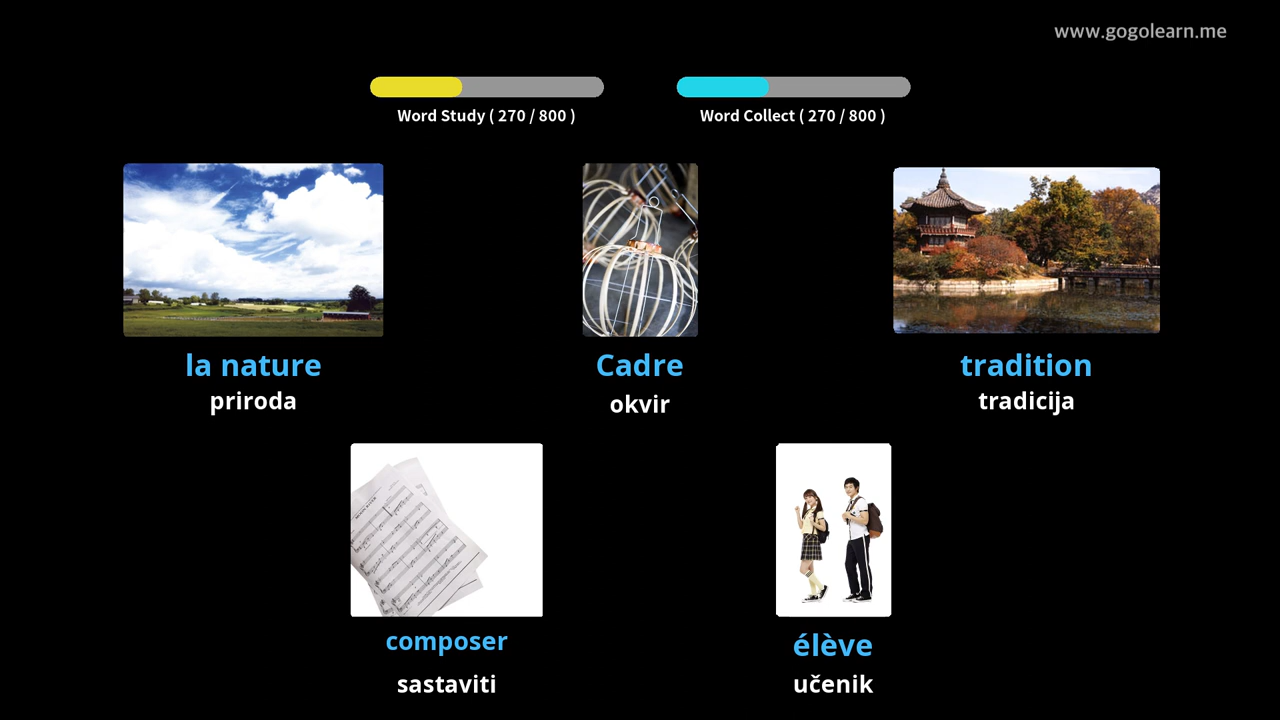 www.gogolearn.me
Word Study ( 270 / 800 )
Word Collect ( 270 / 800 )
la nature
priroda
Cadre
okvir
tradition
tradicija
composer
sastaviti
élève
učenik